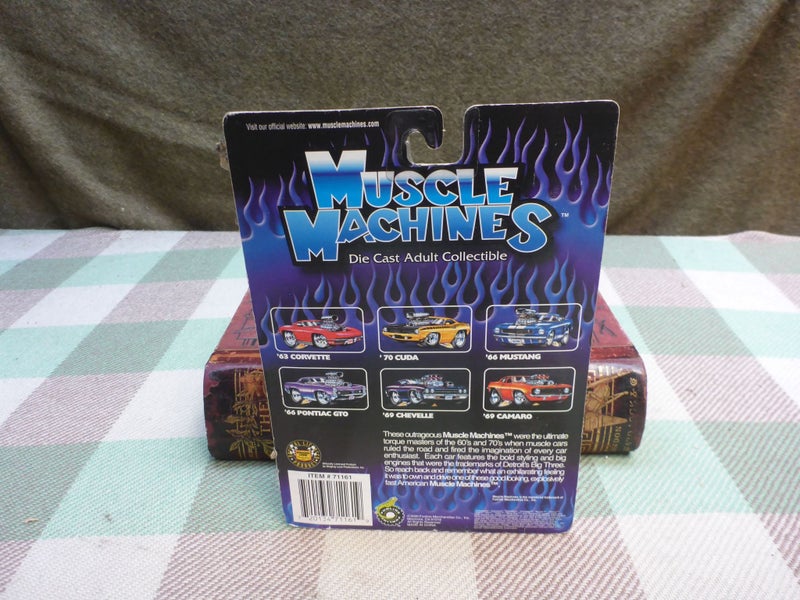 Visit our official website: www.musclemachines.com
MUSCLE
MACHINES™
Die Cast Adult Collectible
'63 CORVETTE
'70 CUDA
'66 MUSTANG
'66 PONTIAC GTO
'69 CHEVELLE
'69 CAMARO
These outrageous Muscle Machines™ were the ultimate
torque masters of the 60's and 70's when muscle cars
ruled the road and fired the imagination of every car
enthusiast. Each car features the bold styling and big
engines that were the trademarks of Detroit's Big Three.
So reach back and remember what an exhilarating feeling
it was to own and drive one of these good looking, explosively
fast American Muscle Machines™.
ITEM # 71161
THE